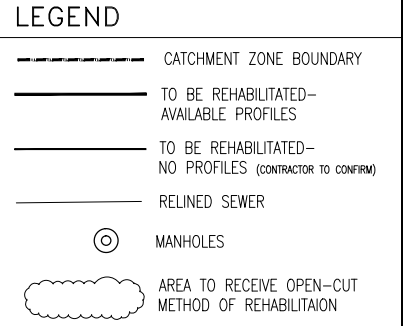 LEGEND
CATCHMENT ZONE BOUNDARY
TO BE REHABILITATED-
AVAILABLE PROFILES
TO BE REHABILITATED-
NO PROFILES (CONTRACTOR TO CONFIRM)
RELINED SEWER
MANHOLES
AREA TO RECEIVE OPEN-CUT
METHOD OF REHABILITAION